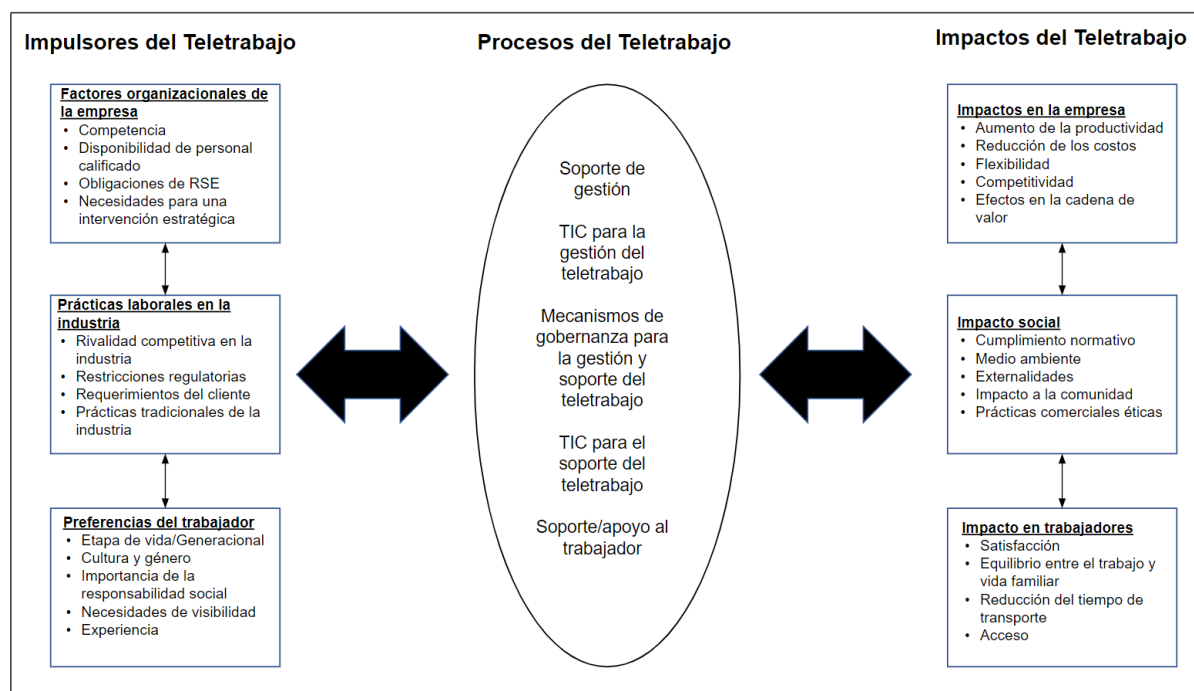 Impulsores del Teletrabajo
Factores organizacionales de
la empresa
• Competencia
• Disponibilidad de personal
calificado
• Obligaciones de RSE
• Necesidades para una
intervención estratégica
Prácticas laborales en la
industria
• Rivalidad competitiva en la
industria
• Restricciones regulatorias
• Requerimientos del cliente
• Prácticas tradicionales de la
industria
Preferencias del trabajador
• Etapa de vida/Generacional
• Cultura y género
• Importancia de la
responsabilidad social
• Necesidades de visibilidad
• Experiencia
Procesos del Teletrabajo
Soporte de
gestión
TIC para la
gestión del
teletrabajo
Mecanismos de
gobernanza para
la gestión y
soporte del
teletrabajo
TIC para el
soporte del
teletrabajo
Soporte/apoyo al
trabajador
Impactos del Teletrabajo
Impactos en la empresa
• Aumento de la productividad
• Reducción de los costos
• Flexibilidad
• Competitividad
• Efectos en la cadena de
valor
Impacto social
• Cumplimiento normativo
• Medio ambiente
• Externalidades
• Impacto a la comunidad
• Prácticas comerciales éticas
Impacto en trabajadores
• Satisfacción
• Equilibrio entre el trabajo y
vida familiar
• Reducción del tiempo de
transporte
• Acceso